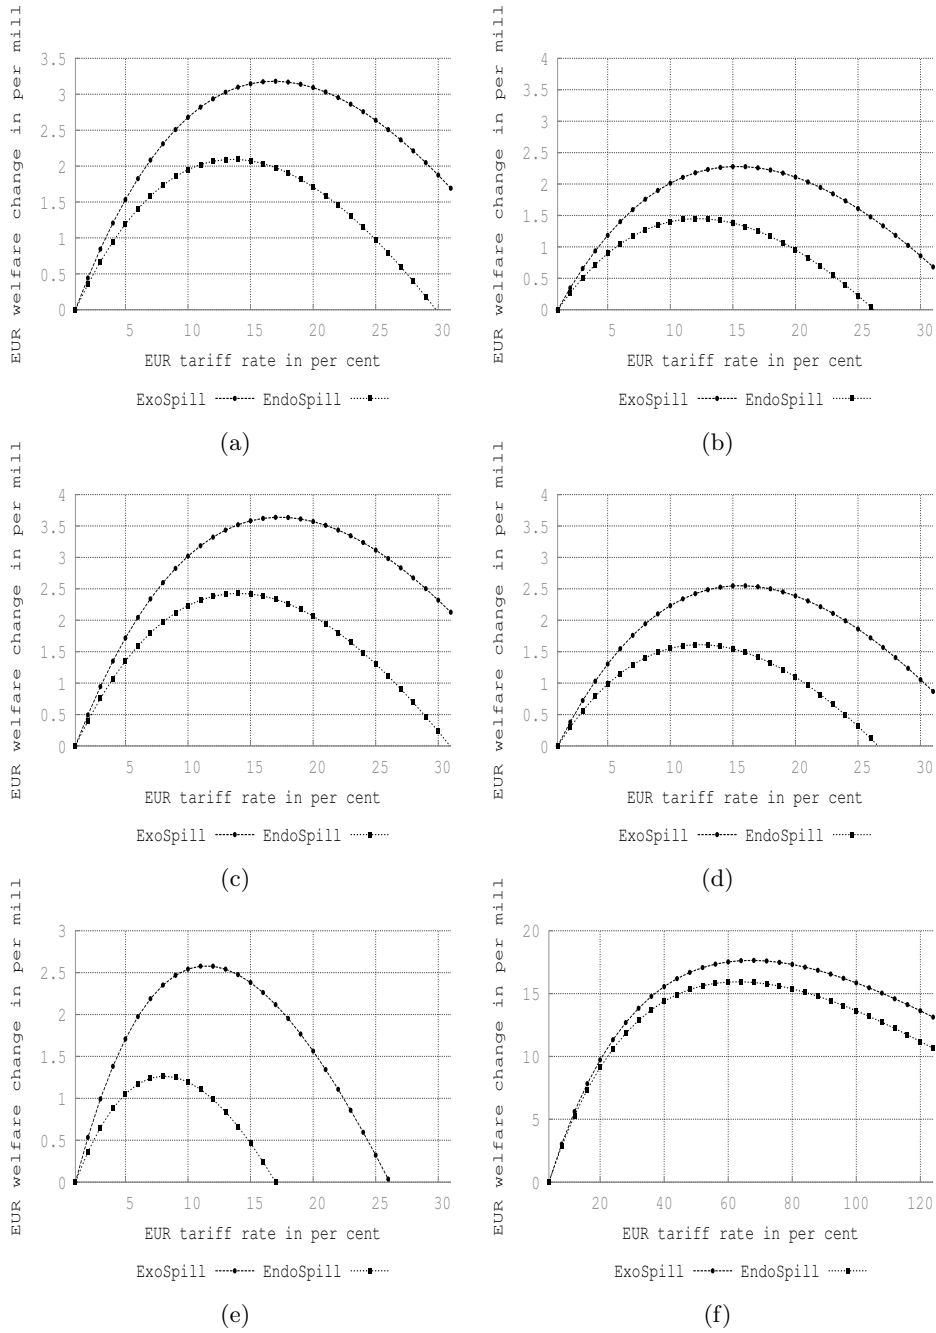 EUR welfare change in per mill
3.5
3
2.5
2
1.5
1
0.5
0
5 10 15 20 25 30
EUR tariff rate in per cent
ExoSpill EndoSpill
(a)
EUR welfare change in per mill
4
3.5
3
2.5
2
1.5
1
0.5
0
5 10 15 20 25 30
EUR tariff rate in per cent
ExoSpill EndoSpill
(b)
EUR welfare change in per mill
4
3.5
3
2.5
2
1.5
1
0.5
0
5 10 15 20 25 30
EUR tariff rate in per cent
ExoSpill EndoSpill
(c)
EUR welfare change in per mill
4
3.5
3
2.5
2
1.5
1
0.5
0
5 10 15 20 25 30
EUR tariff rate in per cent
ExoSpill EndoSpill
(d)
EUR welfare change in per mill
3
2.5
2
1.5
1
0.5
0
5 10 15 20 25 30
EUR tariff rate in per cent
ExoSpill EndoSpill
(e)
EUR welfare change in per mill
20
15
10
5
0
20 40 60 80 100 120
EUR tariff rate in per cent
ExoSpill EndoSpill
(f)